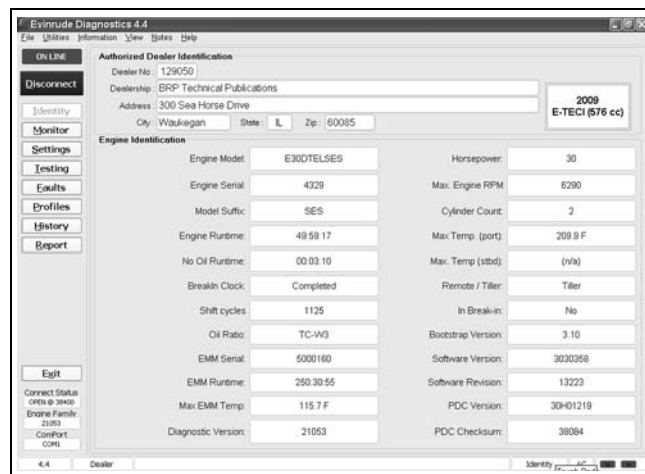 Evinrude Diagnostics 4.4
File Utilities Information View Notes Help
ON LINE
Disconnect
Identity
Monitor
Settings
Testing
Faults
Profiles
History
Report
Exit
Connect Status
OPEN @ 38400
Engine Family
21053
ComPort
COM1
Authorized Dealer Identification
Dealer No: 129050
Dealership: BRP Technical Publications
Address: 300 Sea Horse Drive
City: Waukegan State: IL Zip: 60085
2009
E-TECI (576 cc)
Engine Identification
Engine Model: E30DTELSES Horsepower: 30
Engine Serial: 4329 Max. Engine RPM 6290
Model Suffix: SES Cylinder Count: 2
Engine Runtime: 49:59:17 Max Temp. (port): 209.9 F
No Oil Runtime: 00:03:10 Max. Temp (stbd): (n/a)
BreakIn Clock: Completed Remote / Tiller: Tiller
Shift cycles 1125 In Break-in: No
Oil Ratio: TC-W3 Bootstrap Version: 3.10
EMM Serial: 5000160 Software Version: 3030358
EMM Runtime: 250:30:55 Software Revision: 13223
Max EMM Temp: 115.7 F PDC Version: 30H01219
Diagnostic Version: 21053 PDC Checksum: 38084
4.4 Dealer Identity AC